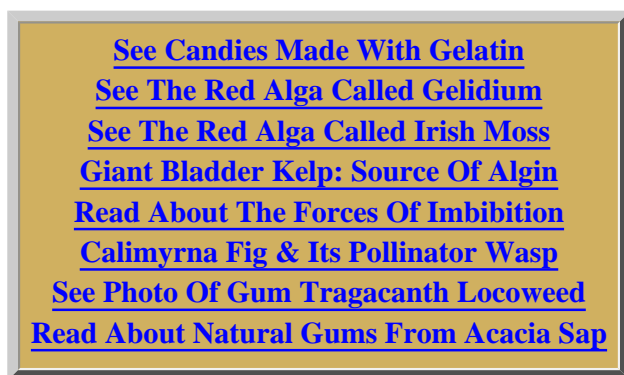 See Candies Made With Gelatin
See The Red Alga Called Gelidium
See The Red Alga Called Irish Moss
Giant Bladder Kelp: Source Of Algin
Read About The Forces Of Imbibition
Calimyrna Fig & Its Pollinator Wasp
See Photo Of Gum Tragacanth Locoweed
Read About Natural Gums From Acacia Sap